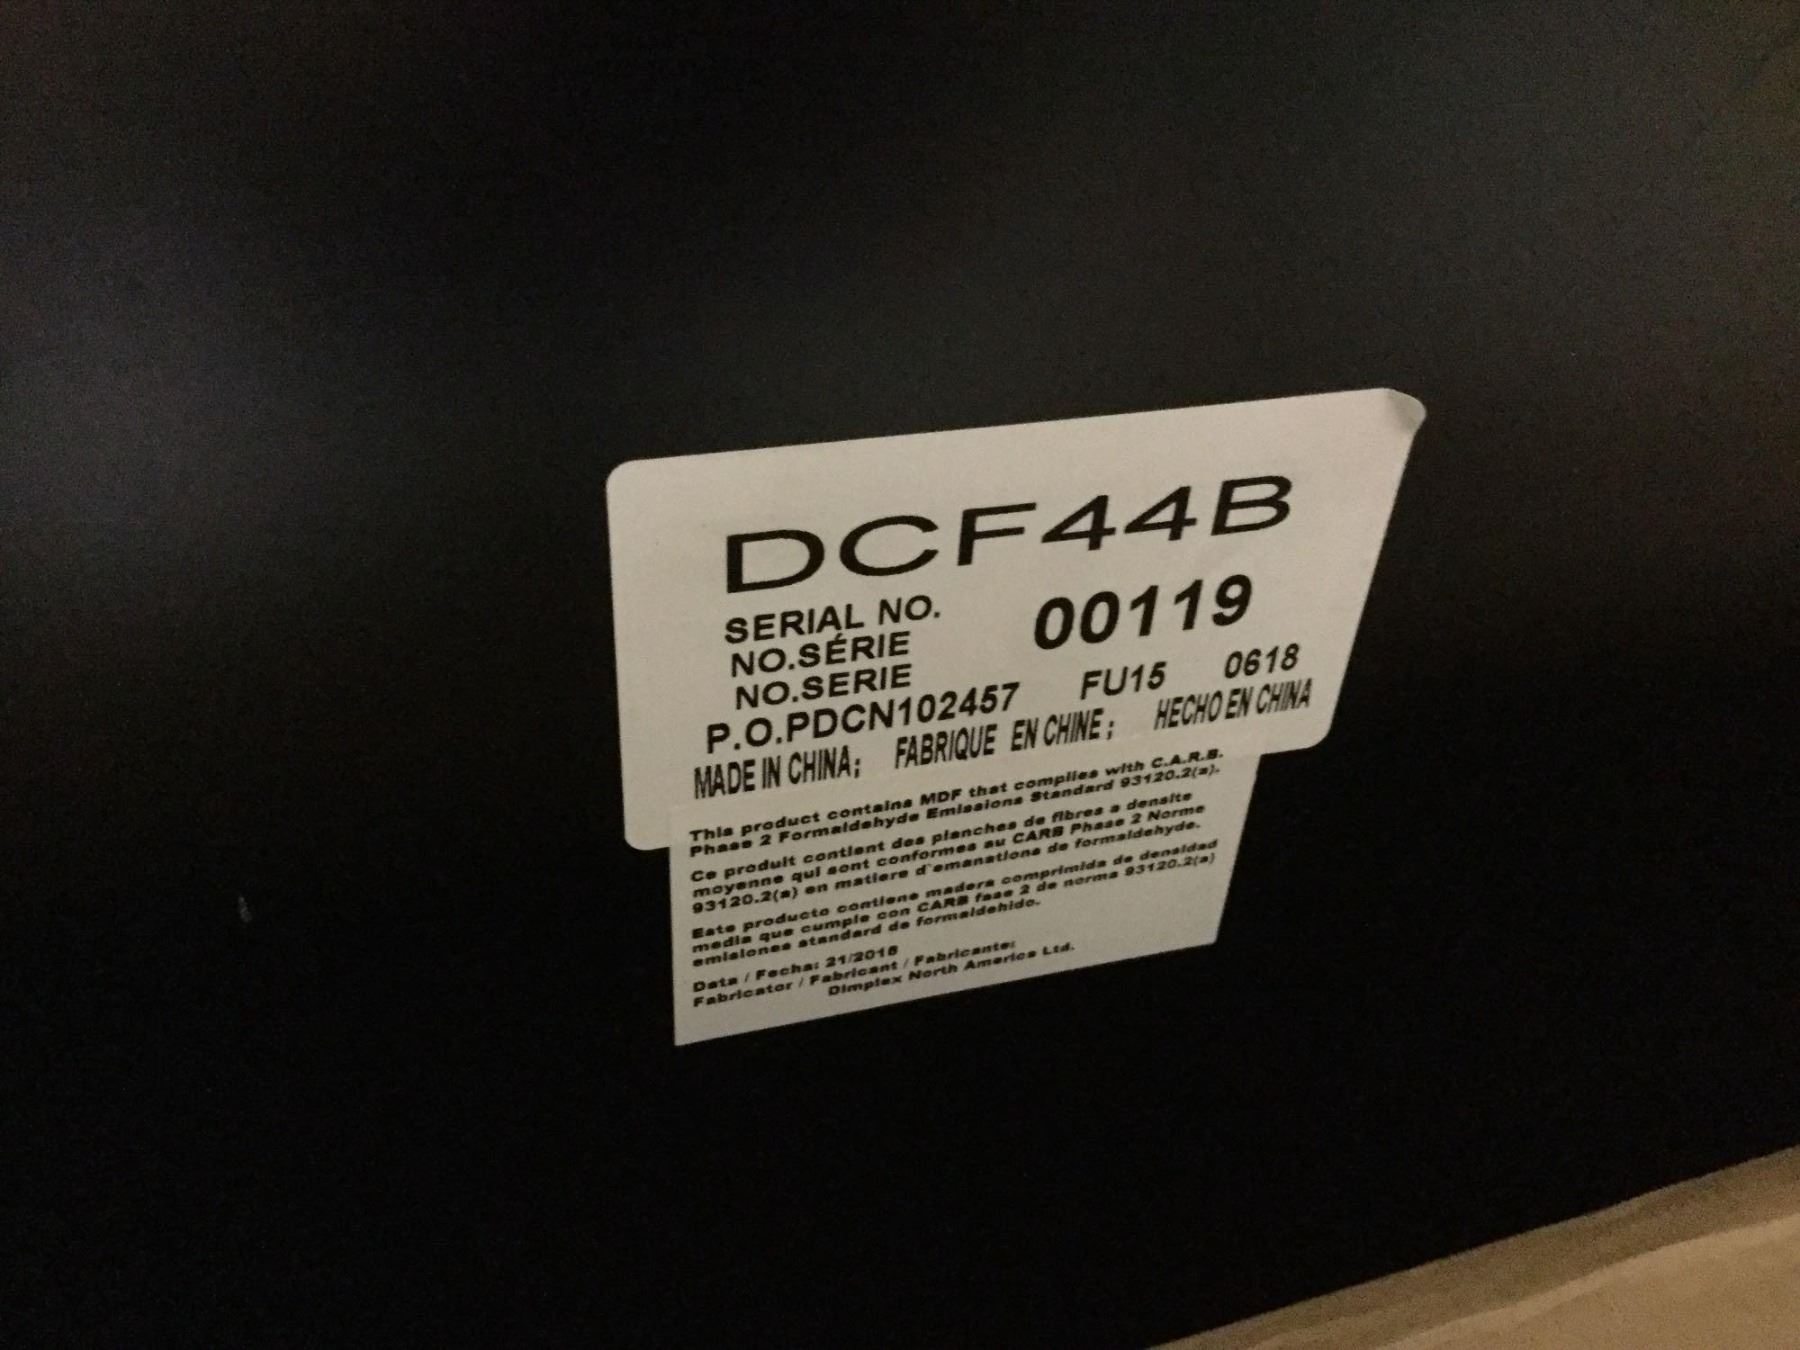 DCF44B
SERIAL NO.
NO.SÉRIE
NO.SERIE
00119
P.O.PDCN102457 FU15 0618
MADE IN CHINA; FABRIQUE EN CHINE; HECHO EN CHINA
This product contains MDF that complies with C.A.R.B.
Phase 2 Formaldehyde Emissions Standard 93120.2(a).
Ce produit contient des planches de fibres a densite
moyenne qui sont conformes au CARB Phase 2 Norme
93120.2(a) en matiere d'emanations de formaldehyde.
Este producto contiene madera comprimida de densidad
media que cumple con CARB fase 2 de norma 93120.2(a)
emisiones standard de formaldehido.
Date / Fecha: 21/2018
Fabricator / Fabricant / Fabricante:
Dimplex North America Ltd.